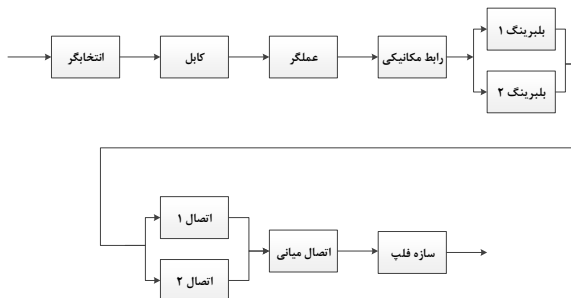 انتخابگر
کابل
عملگر
رابط مکانیکی
بلبرینگ ۱
بلبرینگ ۲
اتصال ۱
اتصال ۲
اتصال میانی
سازه فلپ